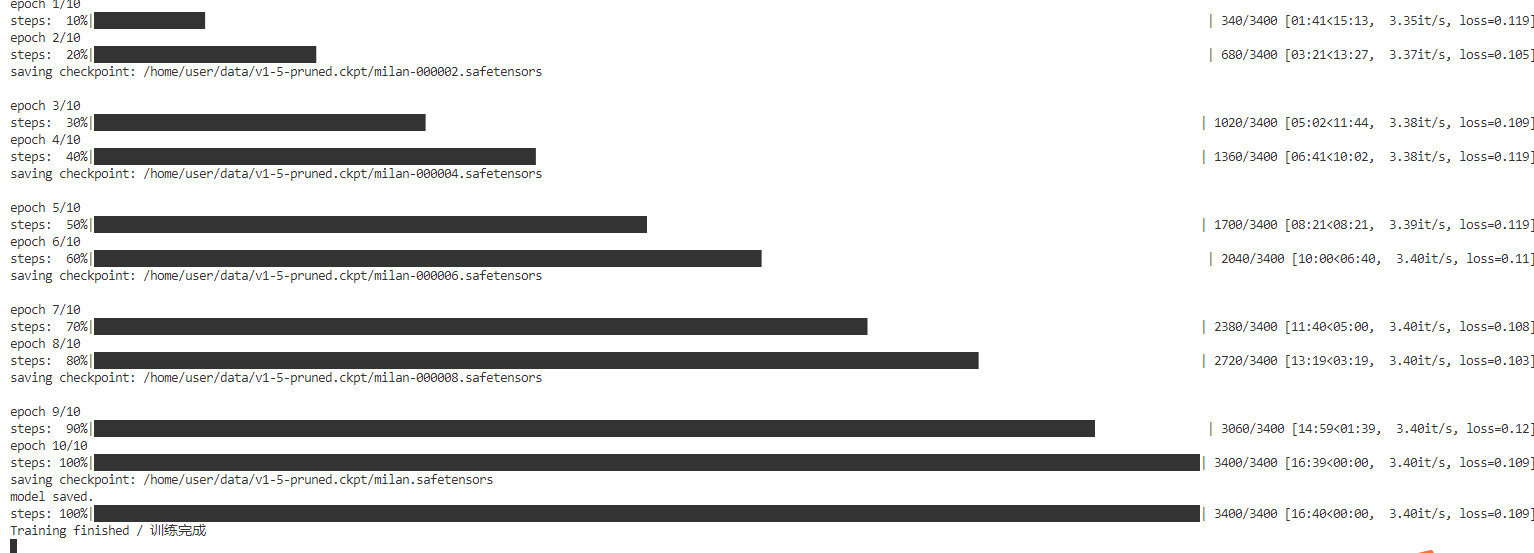 epoch 1/10
steps:  10%| | 340/3400 [01:41<15:13,  3.35it/s, loss=0.119]
epoch 2/10
steps:  20%| | 680/3400 [03:21<13:27,  3.37it/s, loss=0.105]
saving checkpoint: /home/user/data/v1-5-pruned.ckpt/milan-000002.safetensors
epoch 3/10
steps:  30%| | 1020/3400 [05:02<11:44,  3.38it/s, loss=0.109]
epoch 4/10
steps:  40%| | 1360/3400 [06:41<10:02,  3.38it/s, loss=0.119]
saving checkpoint: /home/user/data/v1-5-pruned.ckpt/milan-000004.safetensors
epoch 5/10
steps:  50%| | 1700/3400 [08:21<08:21,  3.39it/s, loss=0.119]
epoch 6/10
steps:  60%| | 2040/3400 [10:00<06:40,  3.40it/s, loss=0.11]
saving checkpoint: /home/user/data/v1-5-pruned.ckpt/milan-000006.safetensors
epoch 7/10
steps:  70%| | 2380/3400 [11:40<05:00,  3.40it/s, loss=0.108]
epoch 8/10
steps:  80%| | 2720/3400 [13:19<03:19,  3.40it/s, loss=0.103]
saving checkpoint: /home/user/data/v1-5-pruned.ckpt/milan-000008.safetensors
epoch 9/10
steps:  90%| | 3060/3400 [14:59<01:39,  3.40it/s, loss=0.12]
epoch 10/10
steps: 100%| | 3400/3400 [16:39<00:00,  3.40it/s, loss=0.109]
saving checkpoint: /home/user/data/v1-5-pruned.ckpt/milan.safetensors
model saved.
steps: 100%| | 3400/3400 [16:40<00:00,  3.40it/s, loss=0.109]
Training finished / 训练完成